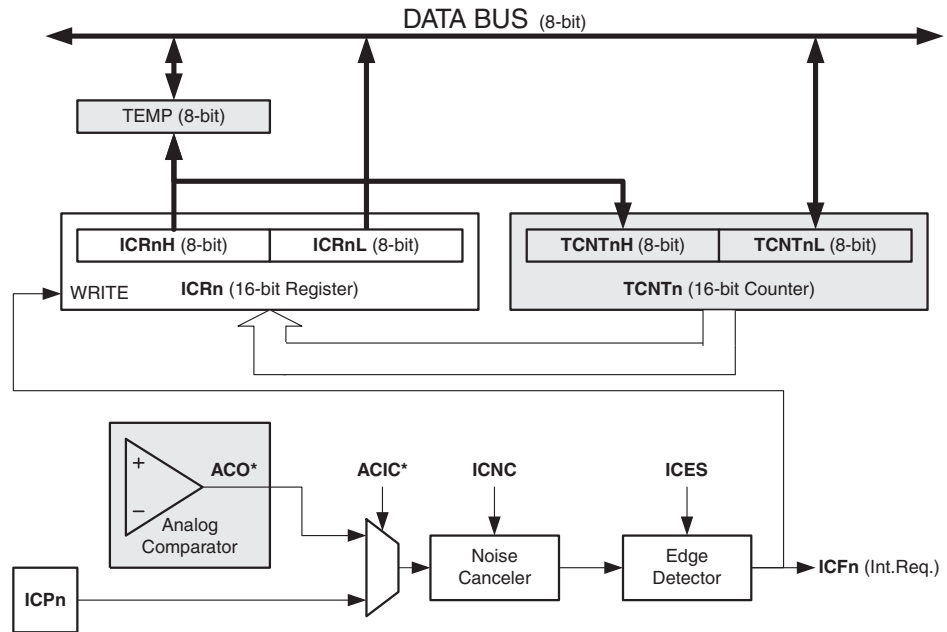 DATA BUS (8-bit)
TEMP (8-bit)
ICRnH (8-bit)
ICRnL (8-bit)
TCNTnH (8-bit)
TCNTnL (8-bit)
WRITE
ICRn (16-bit Register)
TCNTn (16-bit Counter)
+
−
ACO*
Analog
Comparator
ACIC*
ICNC
ICES
Noise
Canceler
Edge
Detector
ICFn (Int.Req.)
ICPn